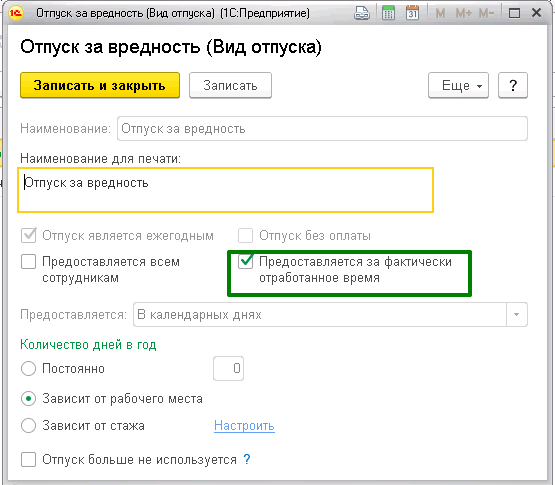 Отпуск за вредность (Вид отпуска) (1С:Предприятие)
M M+ M-
Отпуск за вредность (Вид отпуска)
Записать и закрыть Записать Еще ?
Наименование: Отпуск за вредность
Наименование для печати:
Отпуск за вредность
Отпуск является ежегодным Отпуск без оплаты
Предоставляется всем сотрудникам Предоставляется за фактически отработанное время
Предоставляется: В календарных днях
Количество дней в год
Постоянно 0
Зависит от рабочего места
Зависит от стажа Настроить
Отпуск больше не используется ?